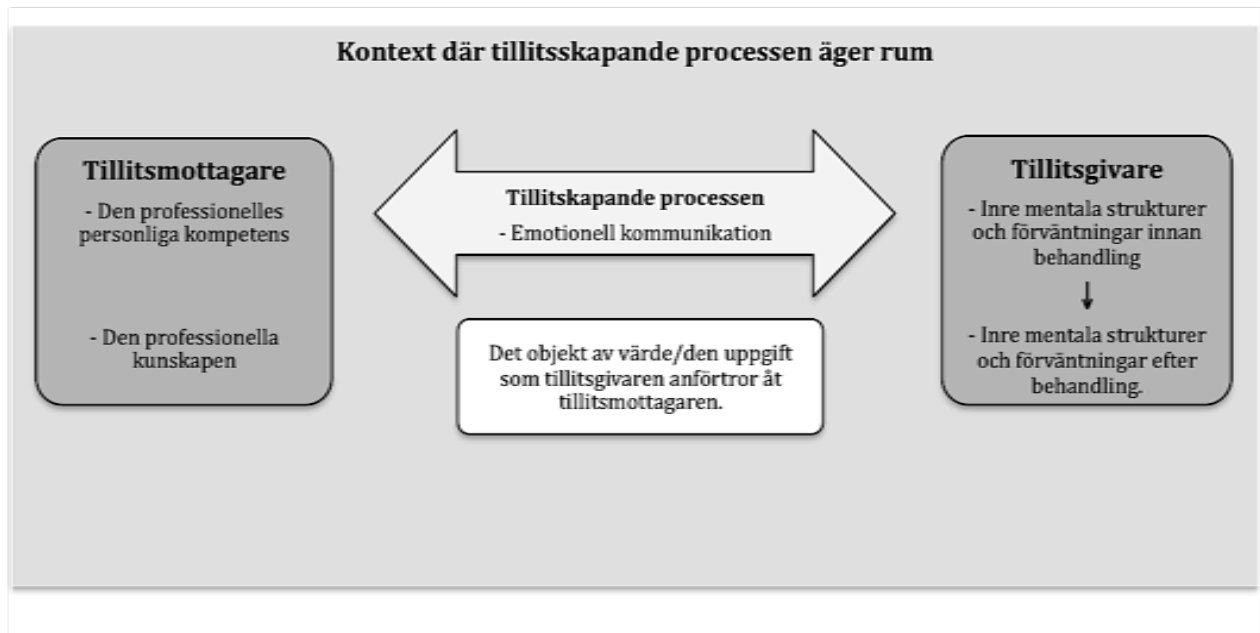 Kontext där tillitsskapande processen äger rum
Tillitsmottagare
- Den professionelles
personliga kompetens
- Den professionella
kunskapen
Tillitskapande processen
- Emotionell kommunikation
Det objekt av värde/den uppgift
som tillitsgivaren anförtror åt
tillitsmottagaren.
Tillitsgivare
- Inre mentala strukturer
och förväntningar innan
behandling
- Inre mentala strukturer
och förväntningar efter
behandling.